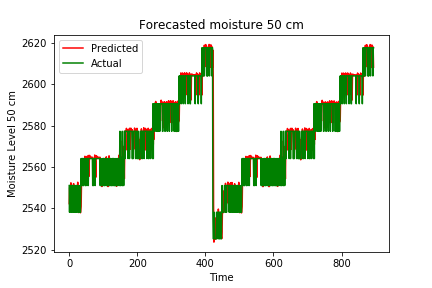 Forecasted moisture 50 cm
Predicted
Actual
Moisture Level 50 cm
2620
2600
2580
2560
2540
2520
0
200
400
600
800
Time